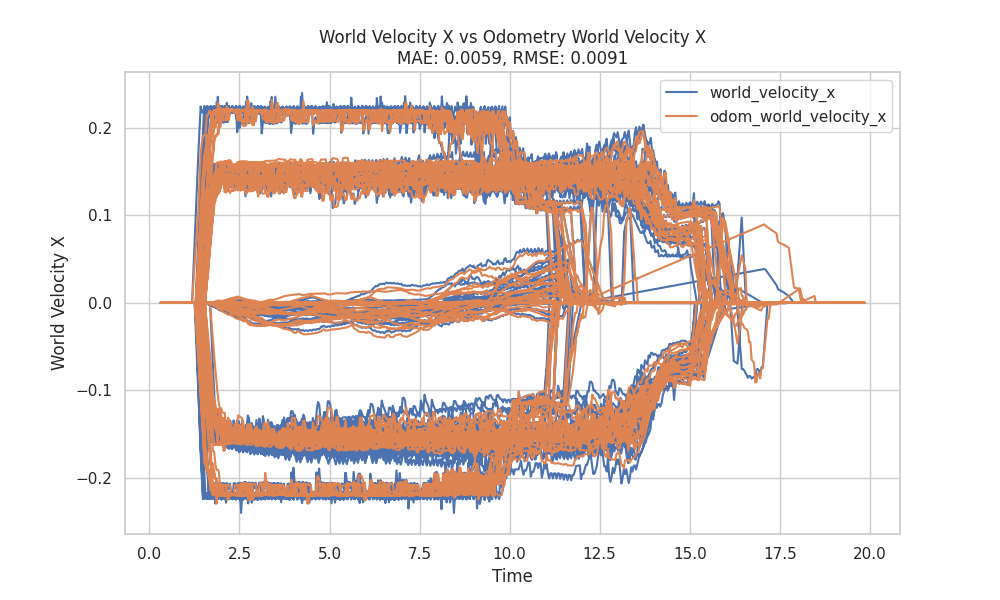 World Velocity X vs Odometry World Velocity X
MAE: 0.0059, RMSE: 0.0091
world_velocity_x
odom_world_velocity_x
World Velocity X
0.2
0.1
0.0
−0.1
−0.2
0.0 2.5 5.0 7.5 10.0 12.5 15.0 17.5 20.0
Time